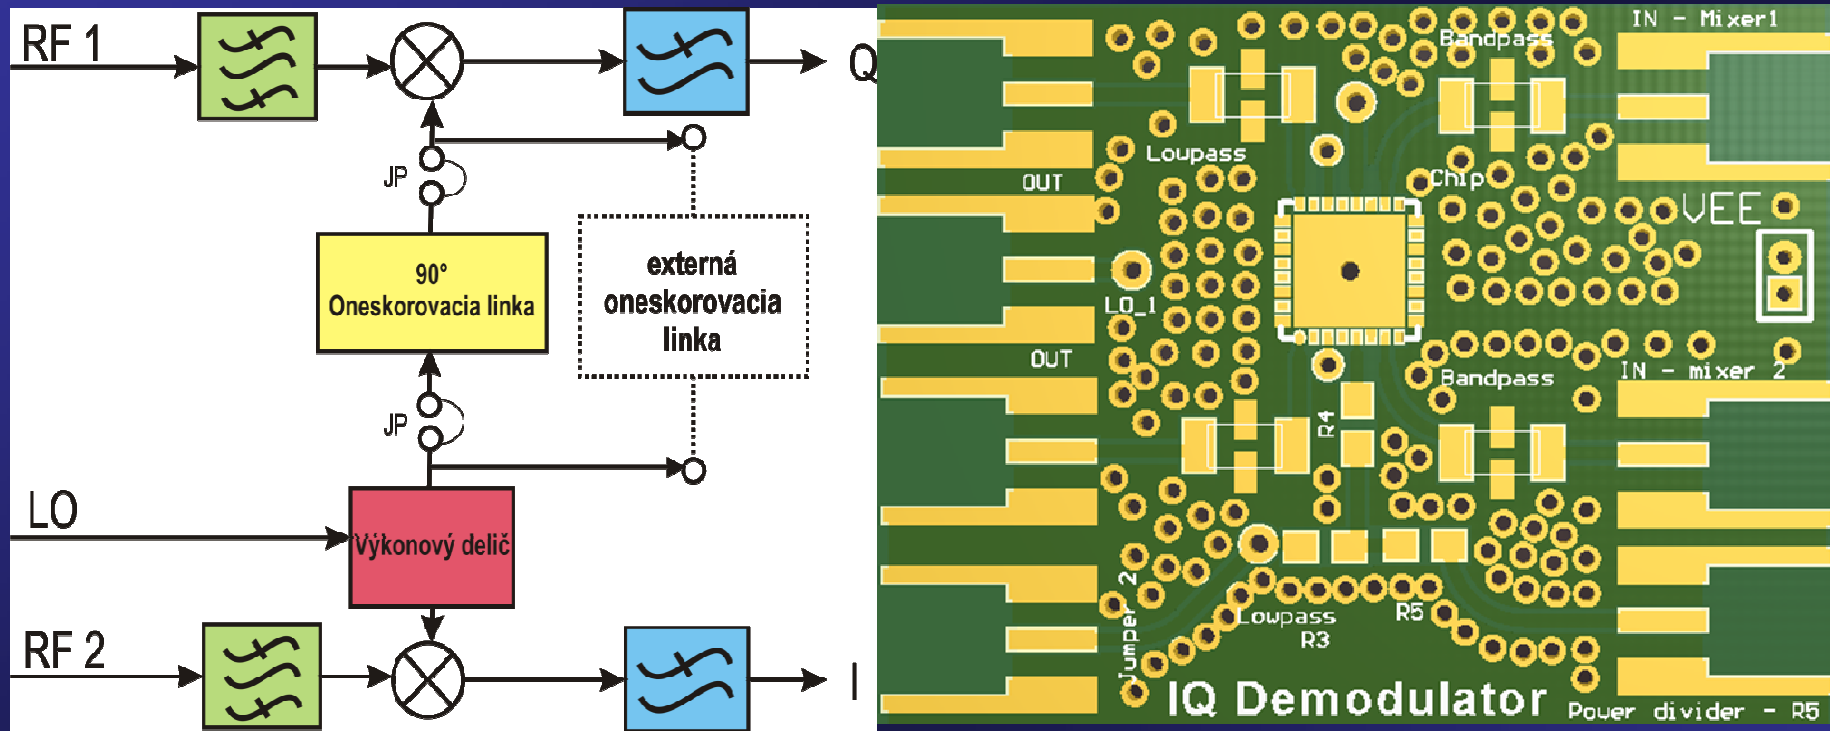 RF 1
Q
JP
90°
Oneskorovacia linka
externá
oneskorovacia
linka
JP
LO
Výkonový delič
RF 2
I
IN - Mixer1
Bandpass
Lowpass
Chip
OUT
VEE
LO_1
OUT
IN - mixer 2
Bandpass
R4
Jumper 2
Lowpass
R5
R3
IQ Demodulator
Power divider - R5